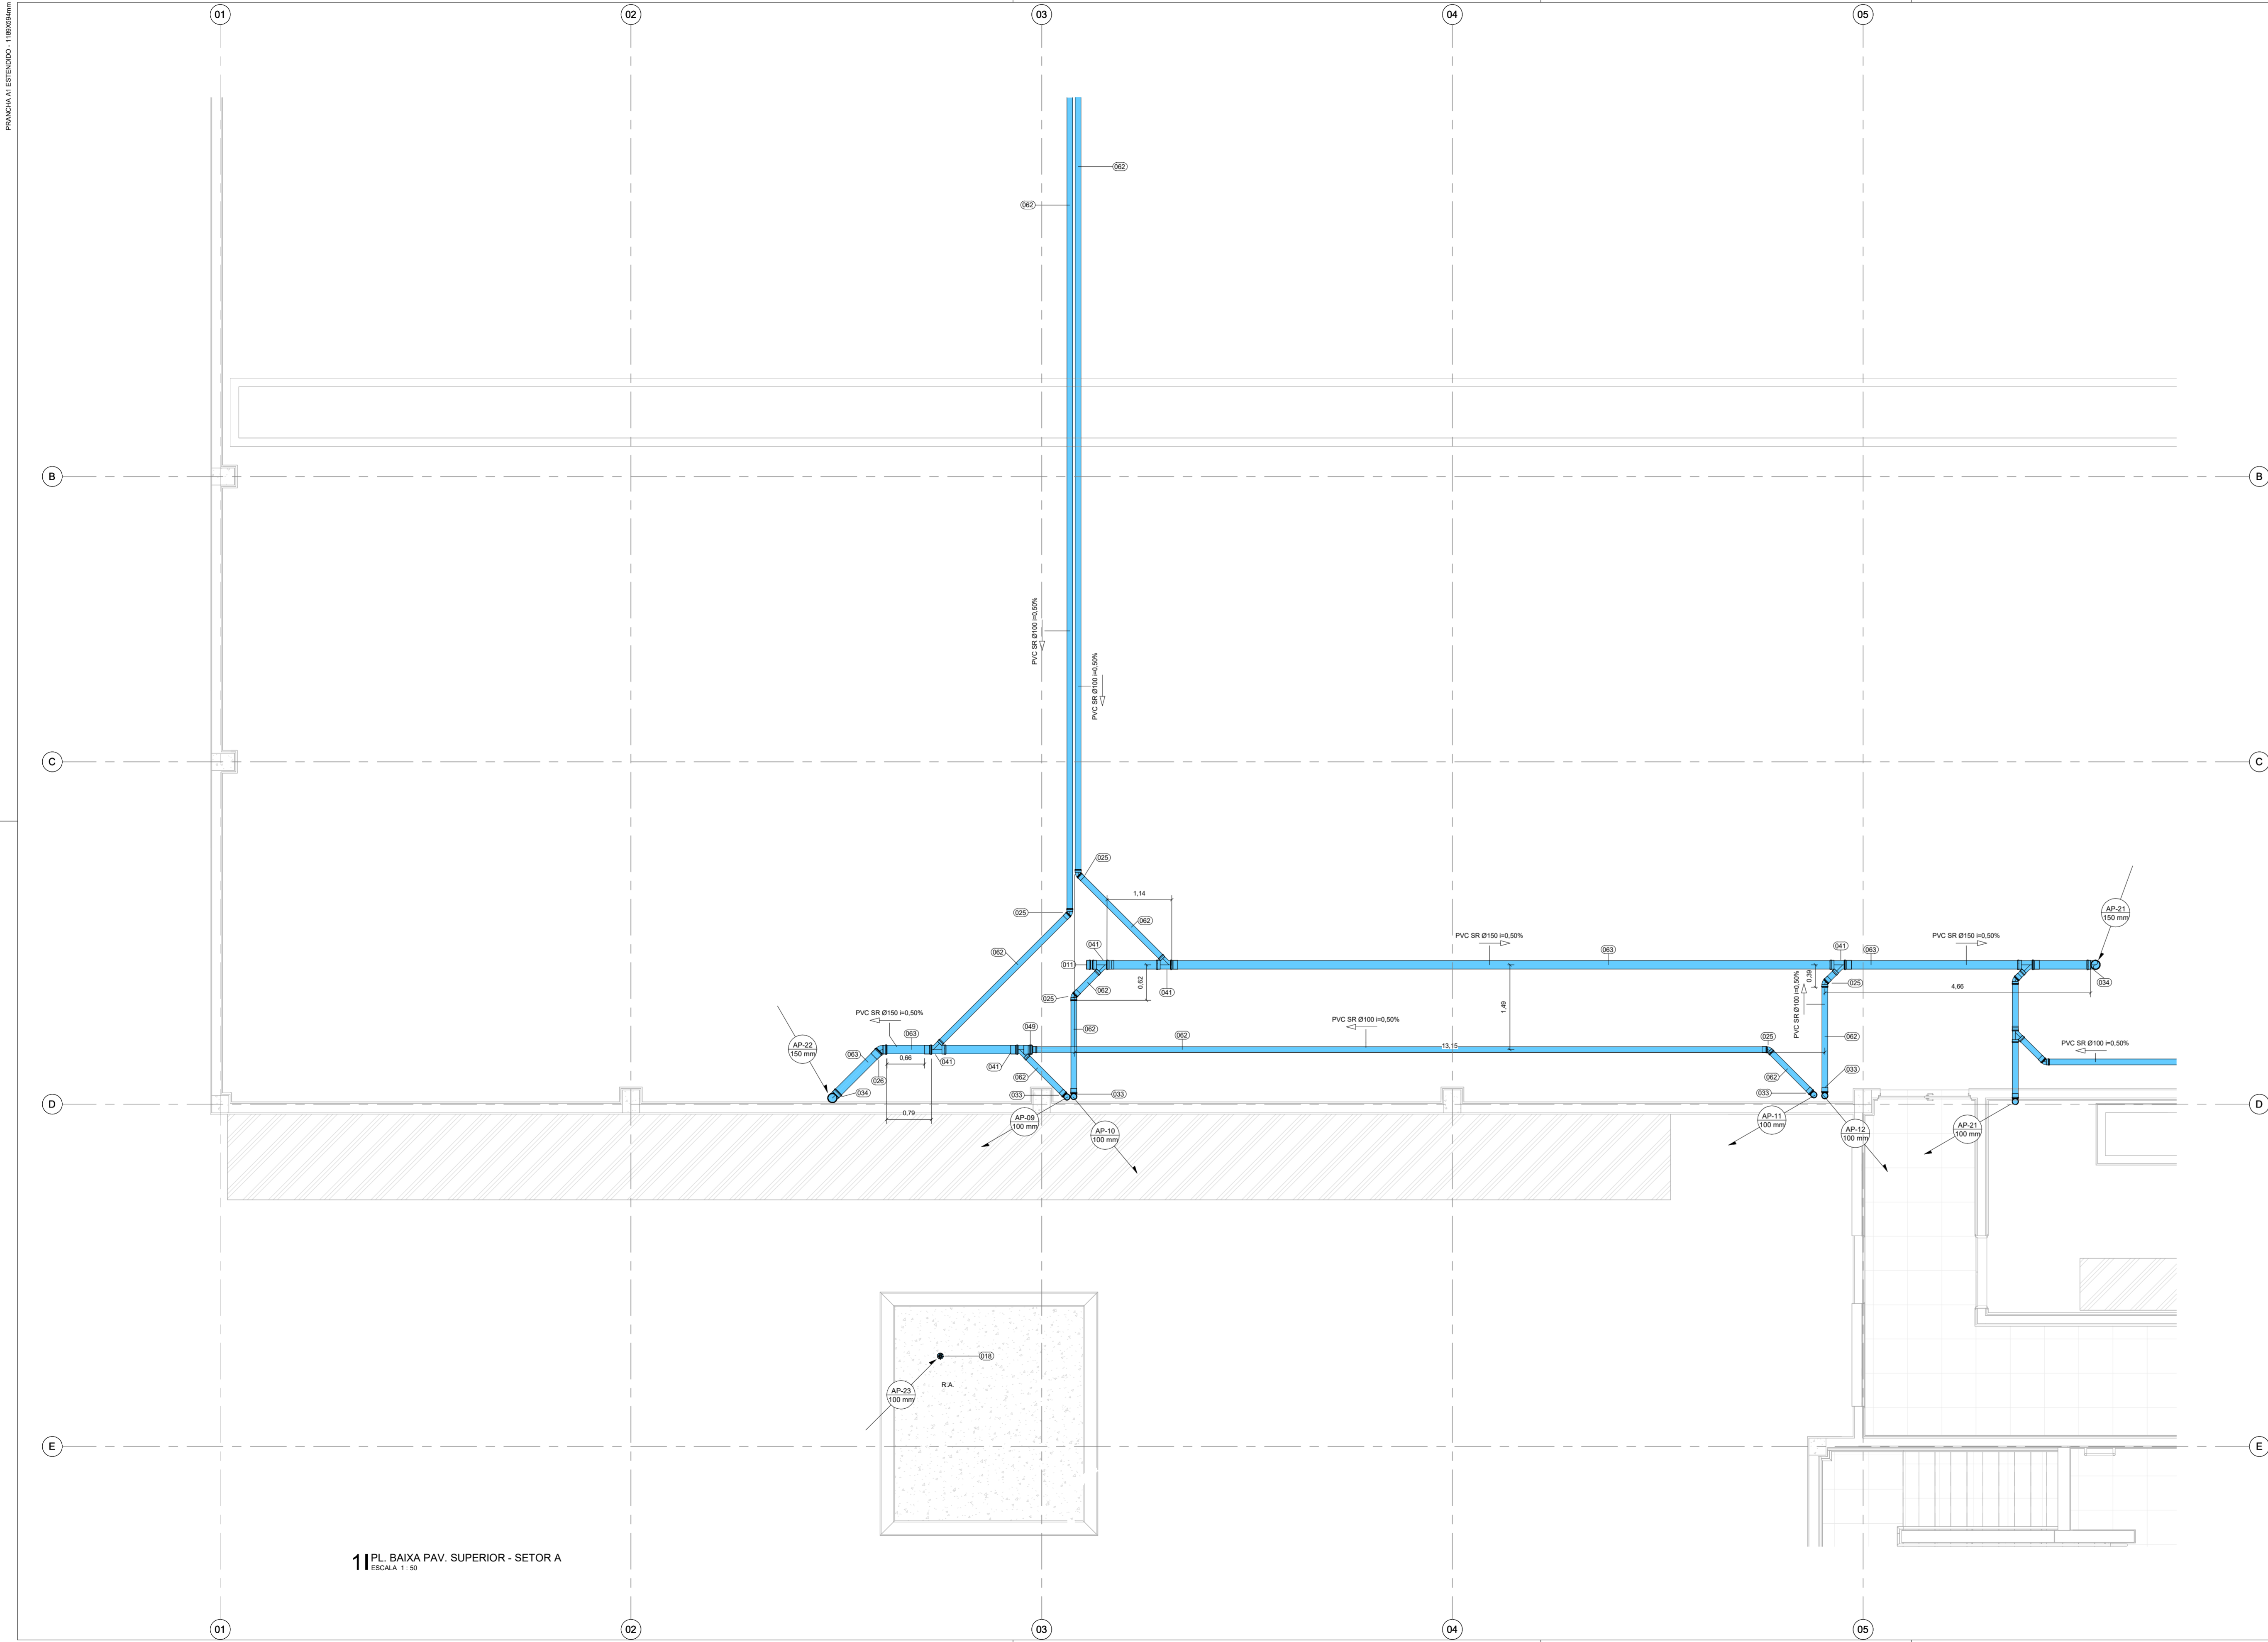 PRANCHA A1 ESTENDIDO - 1189X594mm
01
02
03
04
05
062
062
B
B
PVC SR Ø100 i=0,50%
PVC SR Ø100 i=0,50%
C
C
025
1,14
025
062
AP-21
150 mm
062
041
PVC SR Ø150 i=0,50%
063
041
063
PVC SR Ø150 i=0,50%
011
062
041
0,62
025
0,39
025
034
4,66
PVC SR Ø100 i=0,50%
1,49
PVC SR Ø150 i=0,50%
PVC SR Ø100 i=0,50%
049
062
063
062
025
062
13,15
PVC SR Ø100 i=0,50%
AP-22
150 mm
063
026
0,66
041
041
062
062
033
034
033
033
033
D
D
0,79
AP-09
100 mm
AP-10
100 mm
AP-11
100 mm
AP-12
100 mm
AP-21
100 mm
018
R.A.
AP-23
100 mm
E
E
1 PL. BAIXA PAV. SUPERIOR - SETOR A
ESCALA 1 : 50
01
02
03
04
05